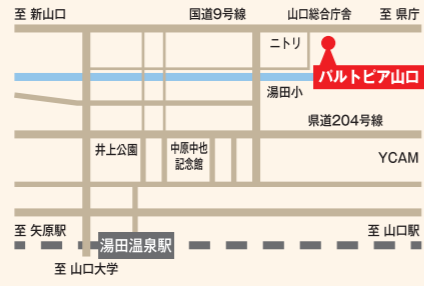 至 新山口
国道9号線
山口総合庁舎
至 県庁
ニトリ
パルトピア山口
湯田小
県道204号線
井上公園
中原中也
記念館
YCAM
至 矢原駅
湯田温泉駅
至 山口駅
至 山口大学